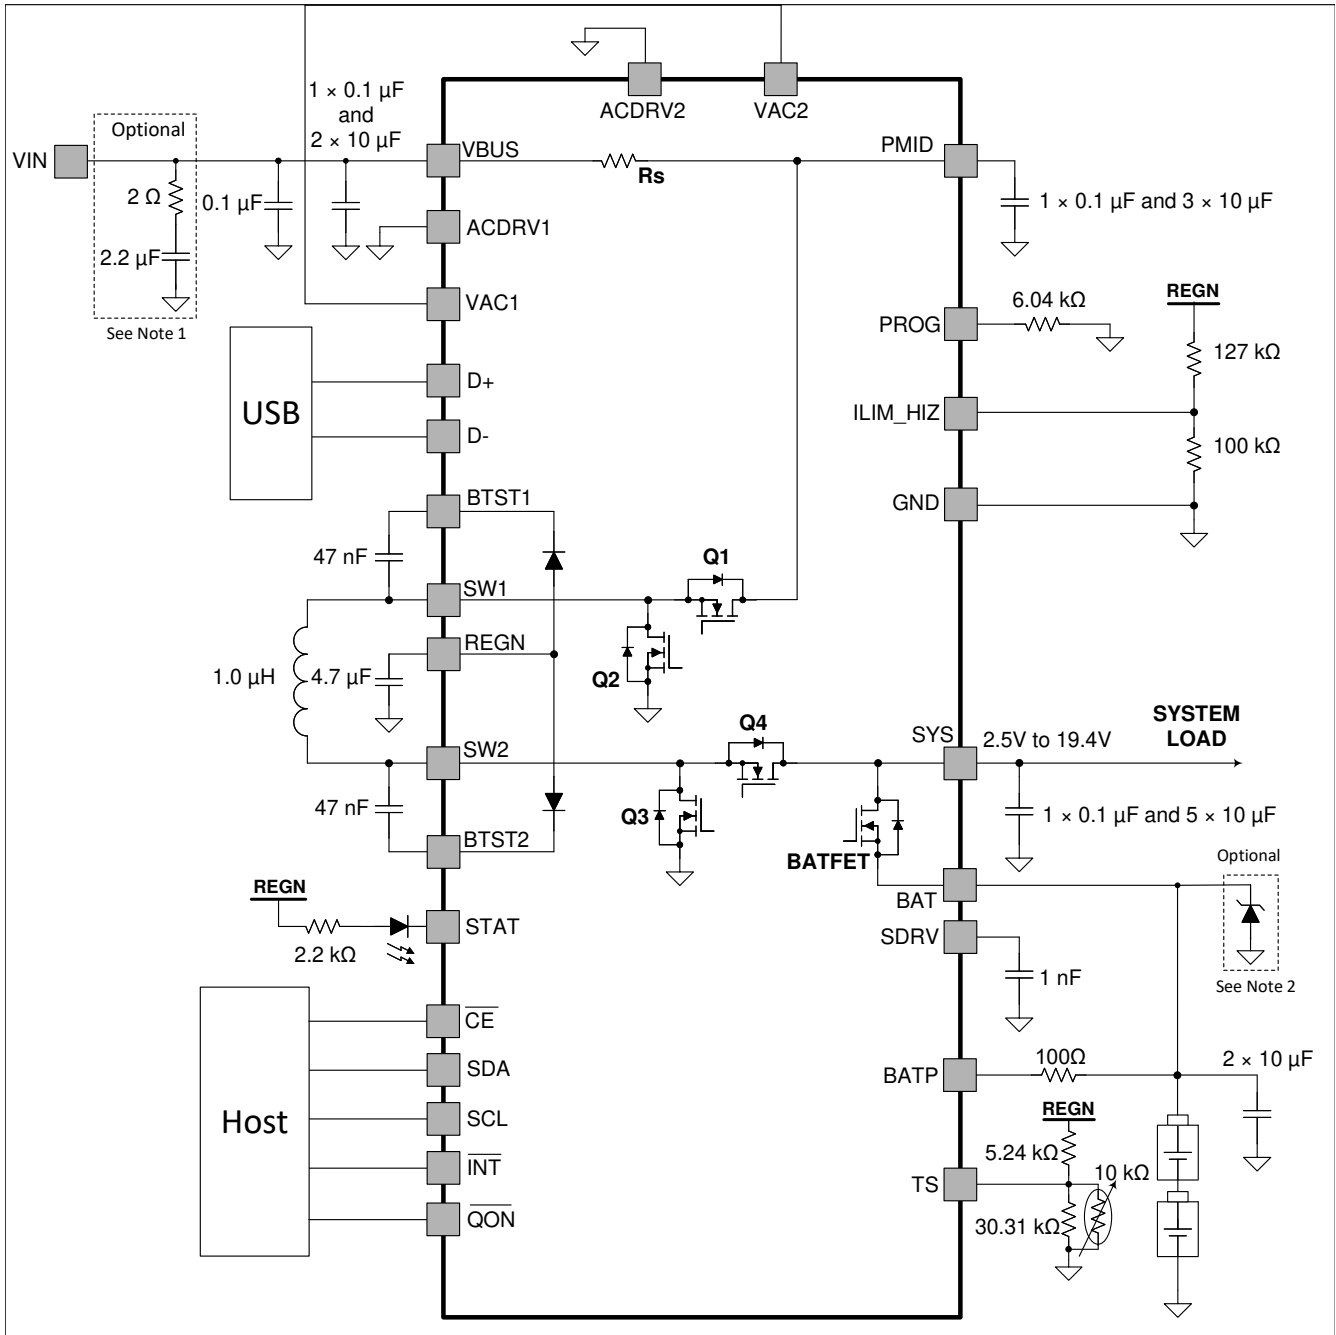 ACDRV2
VAC2
1 × 0.1 µF
and
2 × 10 µF
Optional
VIN
2 Ω
0.1 µF
2.2 µF
See Note 1
VBUS
Rs
PMID
1 × 0.1 µF and 3 × 10 µF
ACDRV1
VAC1
PROG
6.04 kΩ
REGN
127 kΩ
ILIM_HIZ
100 kΩ
GND
USB
D+
D-
BTST1
47 nF
SW1
Q1
REGN
Q2
1.0 µH
4.7 µF
SW2
Q4
SYS
2.5V to 19.4V
SYSTEM
LOAD
47 nF
Q3
1 × 0.1 µF and 5 × 10 µF
BTST2
BATFET
BAT
Optional
See Note 2
REGN
2.2 kΩ
STAT
SDRV
1 nF
Host
CE
SDA
SCL
INT
QON
BATP
100Ω
2 × 10 µF
REGN
5.24 kΩ
10 kΩ
TS
30.31 kΩ